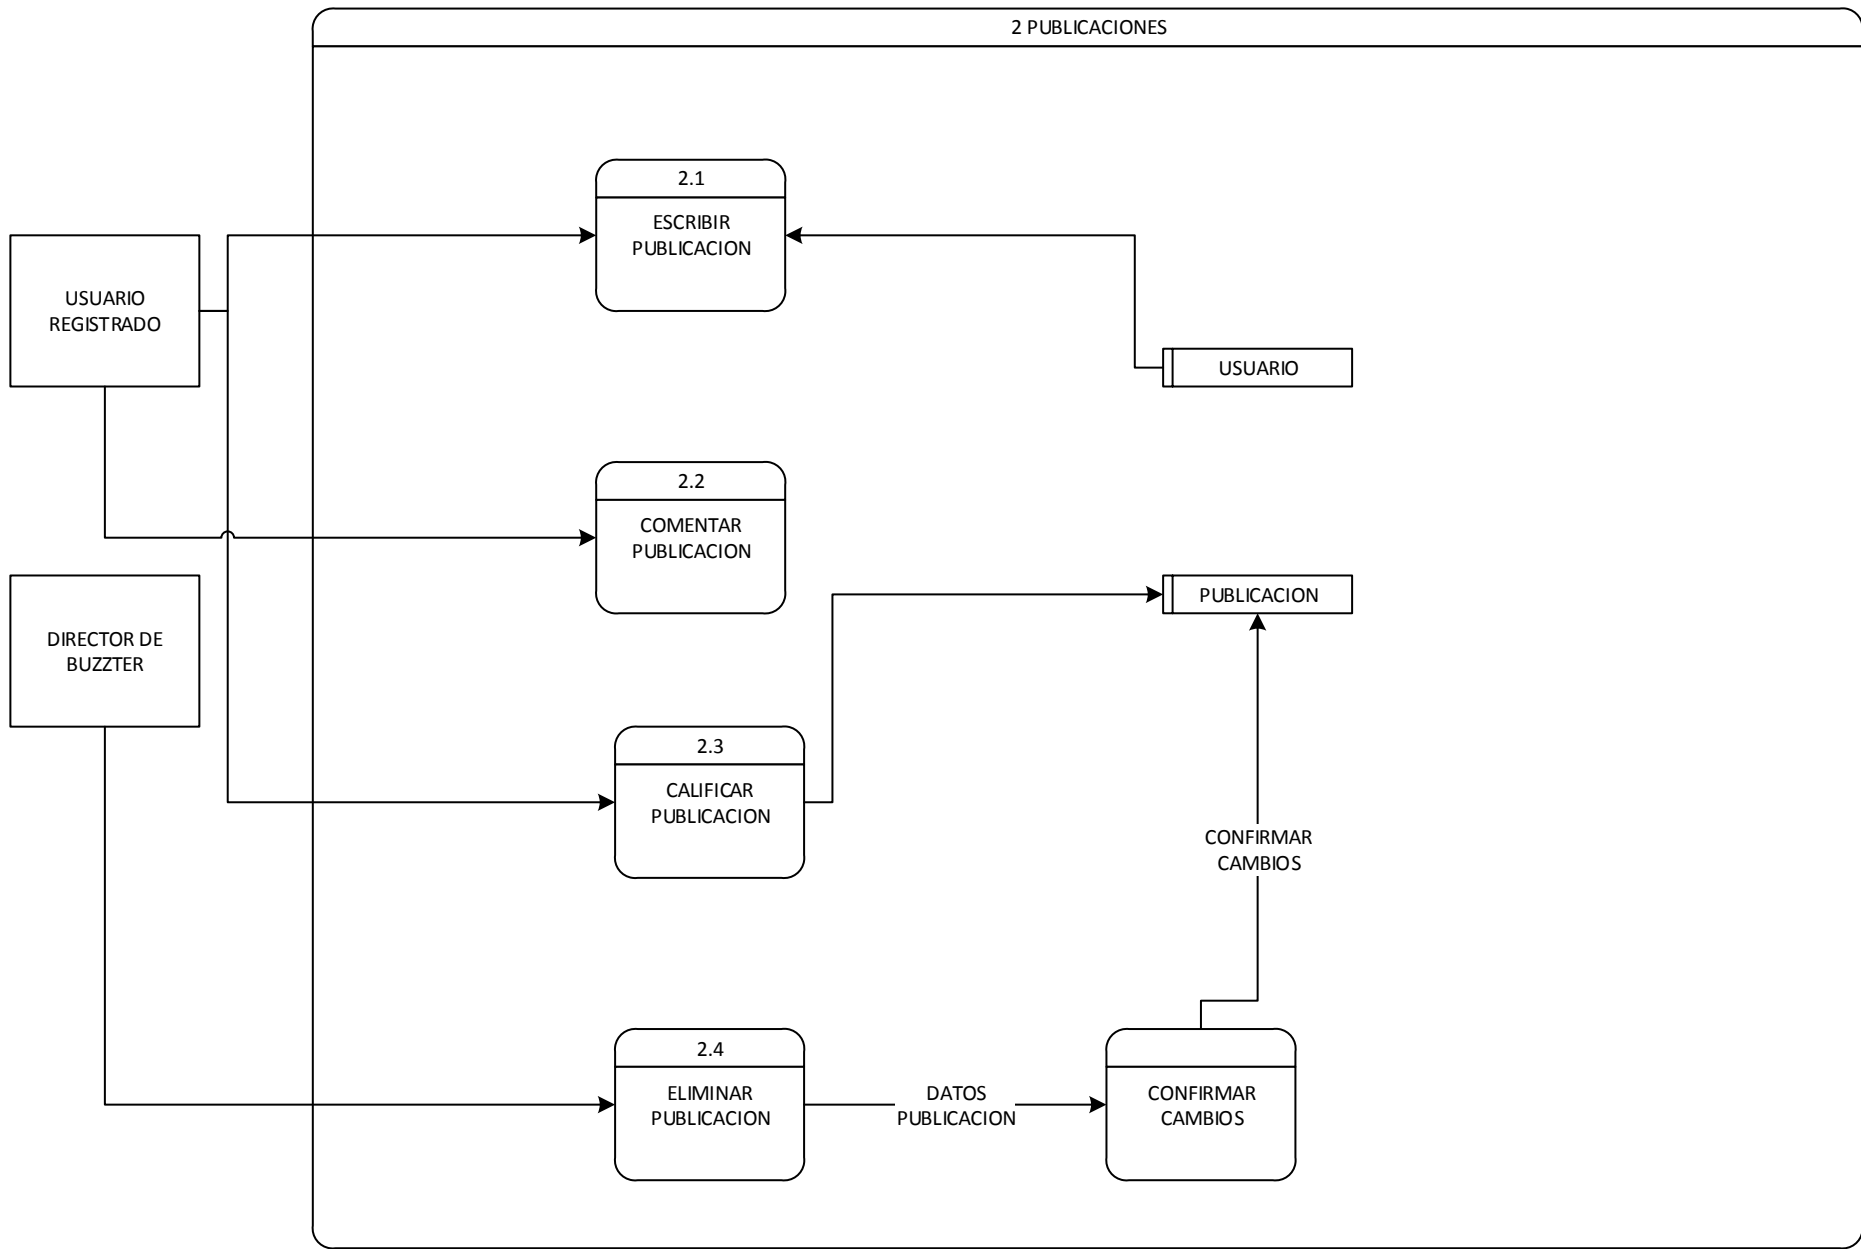 2 PUBLICACIONES
2.1
ESCRIBIR
PUBLICACION
USUARIO
REGISTRADO
USUARIO
2.2
COMENTAR
PUBLICACION
PUBLICACION
DIRECTOR DE
BUZZTER
2.3
CALIFICAR
PUBLICACION
CONFIRMAR
CAMBIOS
2.4
ELIMINAR
PUBLICACION
DATOS
PUBLICACION
CONFIRMAR
CAMBIOS